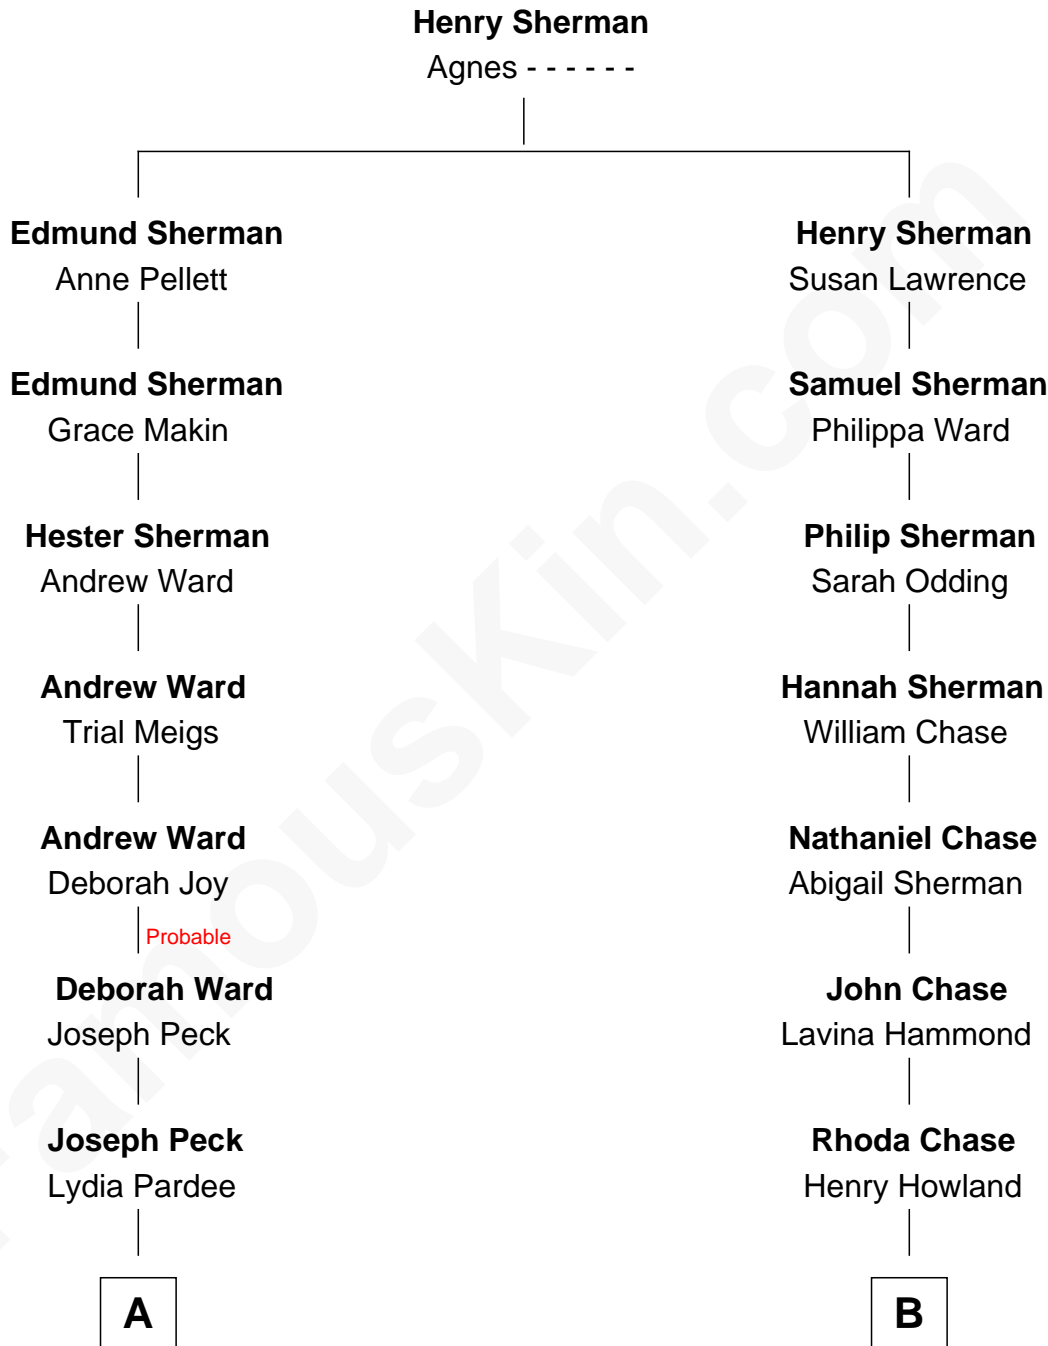 Henry Sherman
Agnes - - - - - -
Edmund Sherman
Anne Pellett
Henry Sherman
Susan Lawrence
Edmund Sherman
Grace Makin
Samuel Sherman
Philippa Ward
Hester Sherman
Andrew Ward
Philip Sherman
Sarah Odding
Andrew Ward
Trial Meigs
Hannah Sherman
William Chase
Andrew Ward
Deborah Joy
Nathaniel Chase
Abigail Sherman
Probable
Deborah Ward
Joseph Peck
John Chase
Lavina Hammond
Joseph Peck
Lydia Pardee
Rhoda Chase
Henry Howland
A
B
FamousKin.com